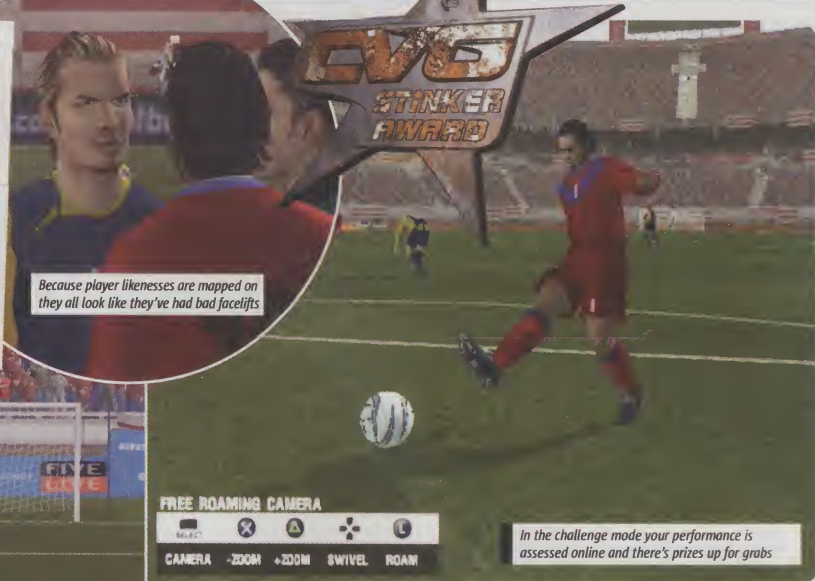 CVG
STINKER
AWARD
Because player likenesses are mapped on
they all look like they've had bad facelifts
FIVE
LIVE
FREE ROAMING CAMERA
SELECT
CAMERA -ZOOM +ZOOM SWIVEL ROAM
In the challenge mode your performance is
assessed online and there's prizes up for grabs